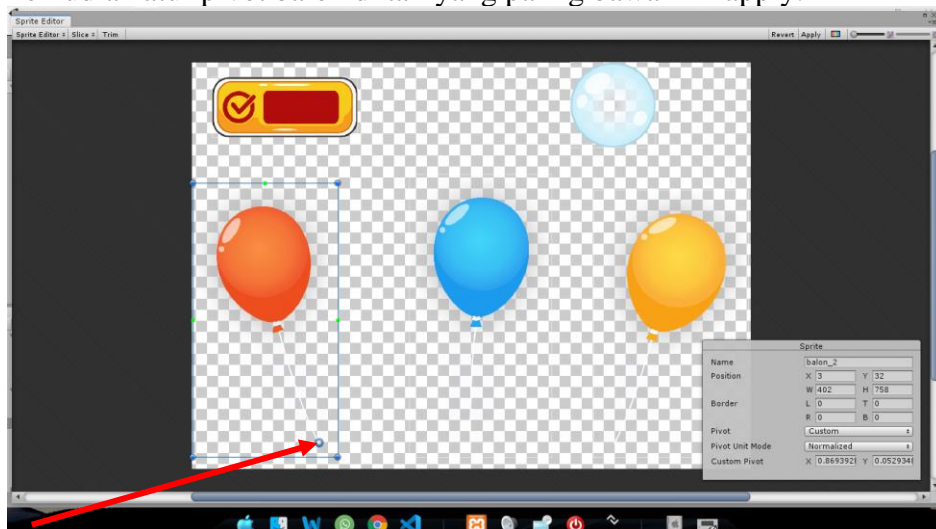 Sprite Editor
Sprite Editor Slice Trim Revert Apply
Sprite
Name balon_2
Position X 3 Y 32
W 402 H 758
Border L 0 T 0
R 0 B 0
Pivot Custom
Pivot Unit Mode Normalized
Custom Pivot X 0.869392 Y 0.052934